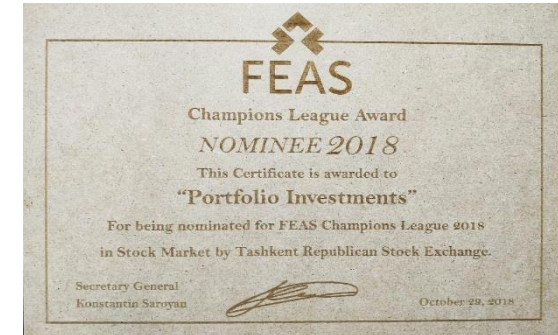 FEAS
Champions League Award
NOMINEE 2018
This Certificate is awarded to
“Portfolio Investments”
For being nominated for FEAS Champions League 2018
in Stock Market by Tashkent Republican Stock Exchange.
Secretary General
Konstantin Saroyan
October 29, 2018